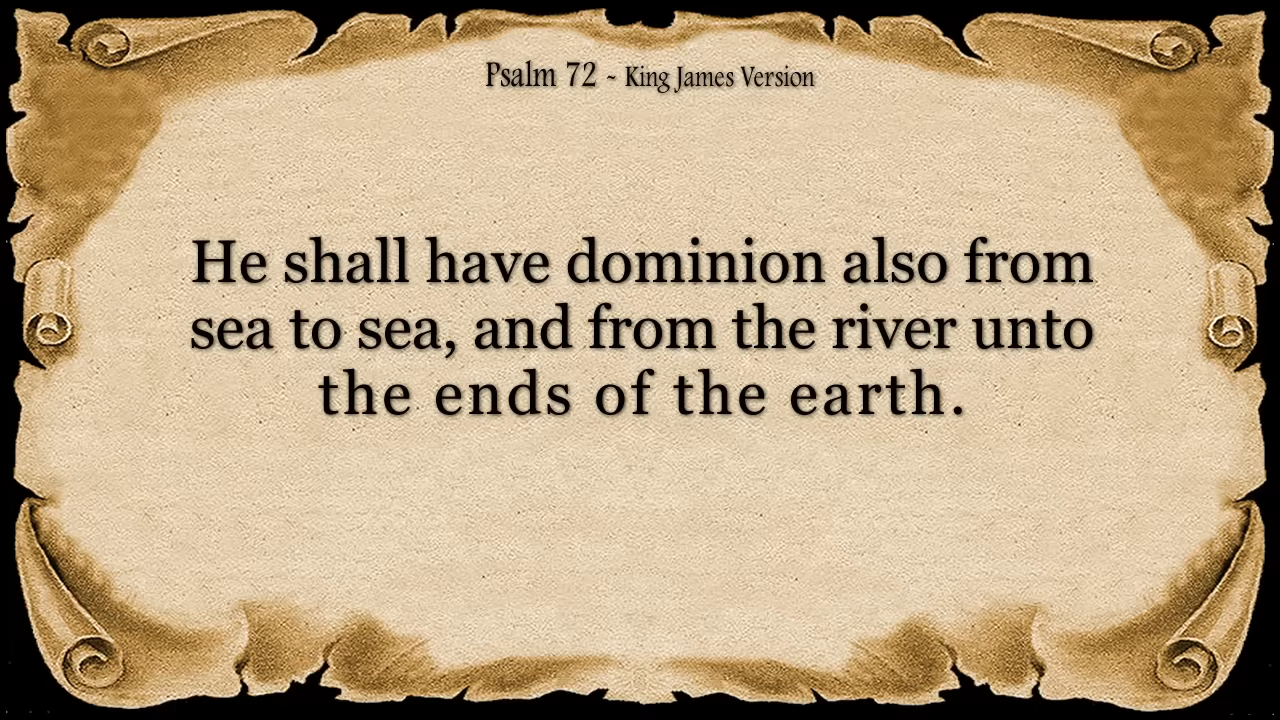 Psalm 72 ~ King James Version
He shall have dominion also from
sea to sea, and from the river unto
the ends of the earth.